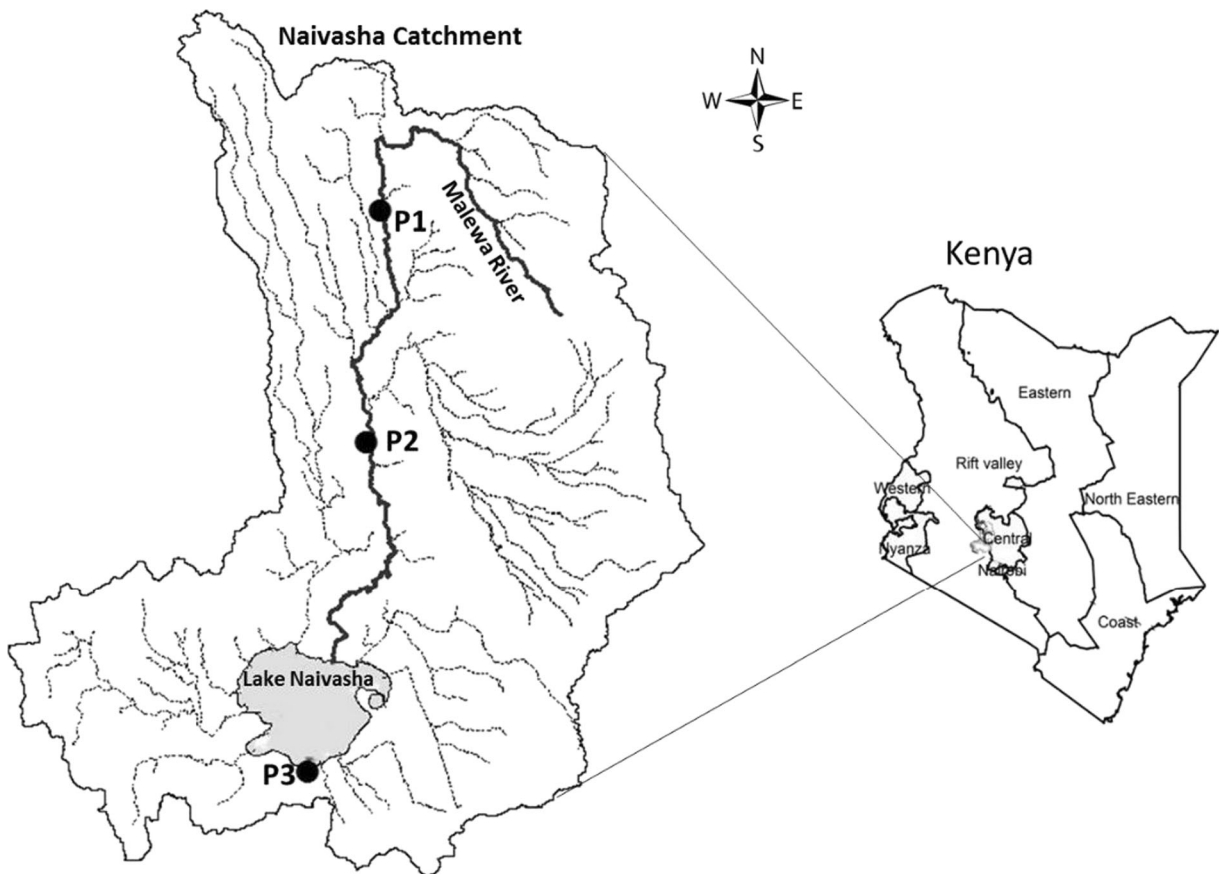 Naivasha Catchment
N
W E
S
P1
Malewa River
Kenya
P2
Eastern
Rift valley
Western
North Eastern
Central
Nyanza
Nairobi
Coast
Lake Naivasha
P3